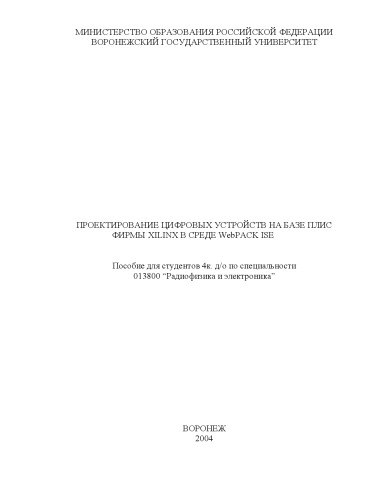 МИНИСТЕРСТВО ОБРАЗОВАНИЯ РОССИЙСКОЙ ФЕДЕРАЦИИ
ВОРОНЕЖСКИЙ ГОСУДАРСТВЕННЫЙ УНИВЕРСИТЕТ
ПРОЕКТИРОВАНИЕ ЦИФРОВЫХ УСТРОЙСТВ НА БАЗЕ ПЛИС
ФИРМЫ XILINX В СРЕДЕ WebPACK ISE
Пособие для студентов 4к. д/о по специальности
013800 “Радиофизика и электроника”
ВОРОНЕЖ
2004